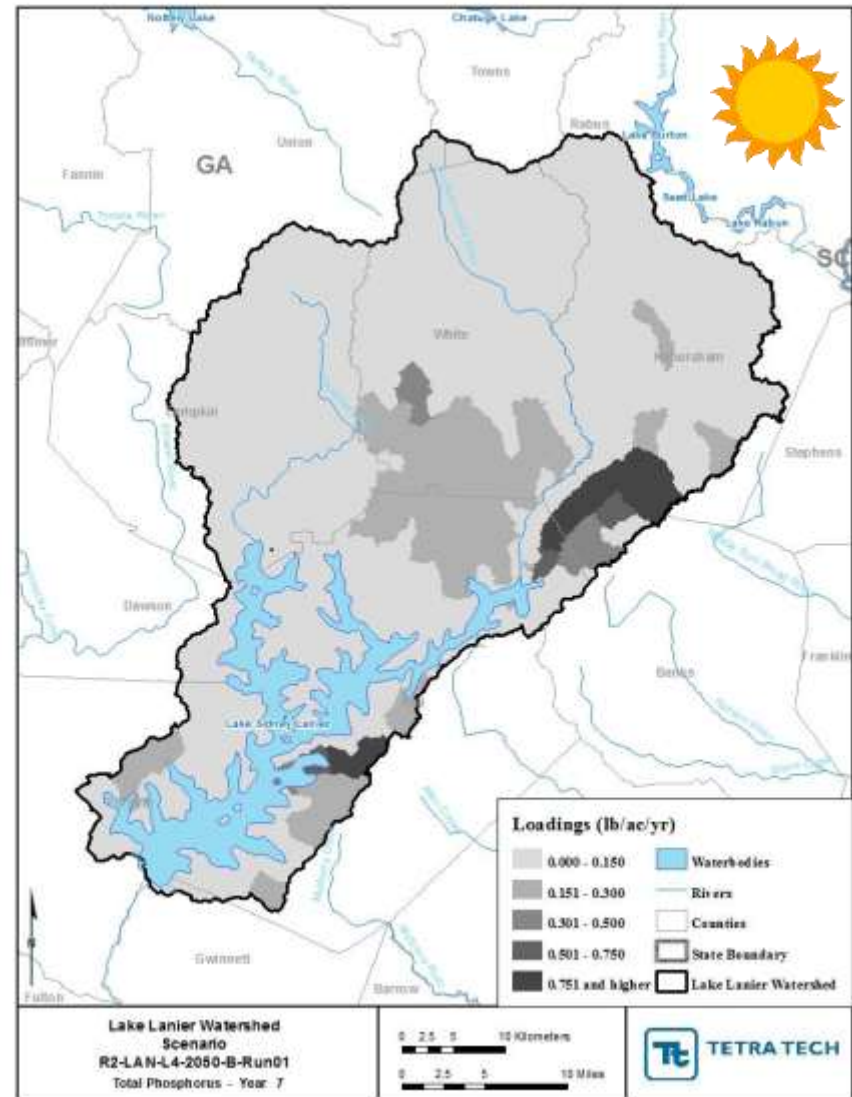 Chatuge Lake
Towns
Rabun
Union
GA
Fannin
Lake Burton
Seed Lake
Lake Rabun
SC
White
Habersham
Stephens
Dawson
Franklin
Banks
Lake Sidney Lanier
Gwinnett
Barrow
Fulton
N
Loadings (lb/ac/yr)
0.000 - 0.150
0.151 - 0.300
0.301 - 0.500
0.501 - 0.750
0.751 and higher
Waterbodies
Rivers
Counties
State Boundary
Lake Lanier Watershed
Lake Lanier Watershed
Scenario
R2-LAN-L4-2050-B-Run01
Total Phosphorus - Year 7
0 2.5 5 10 Kilometers
0 2.5 5 10 Miles
Tt TETRA TECH